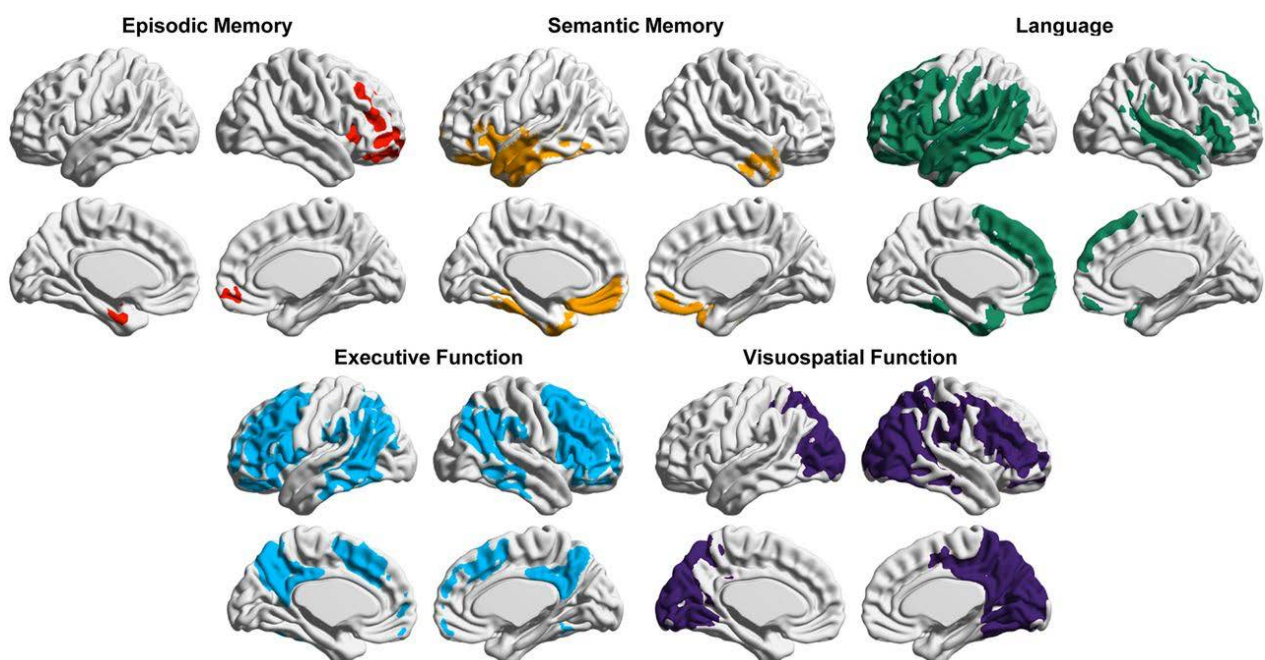 Episodic Memory
Semantic Memory
Language
Executive Function
Visuospatial Function